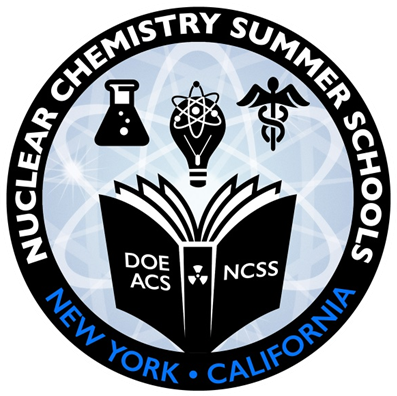 NUCLEAR CHEMISTRY SUMMER SCHOOLS
DOE
ACS
NCSS
NEW YORK • CALIFORNIA